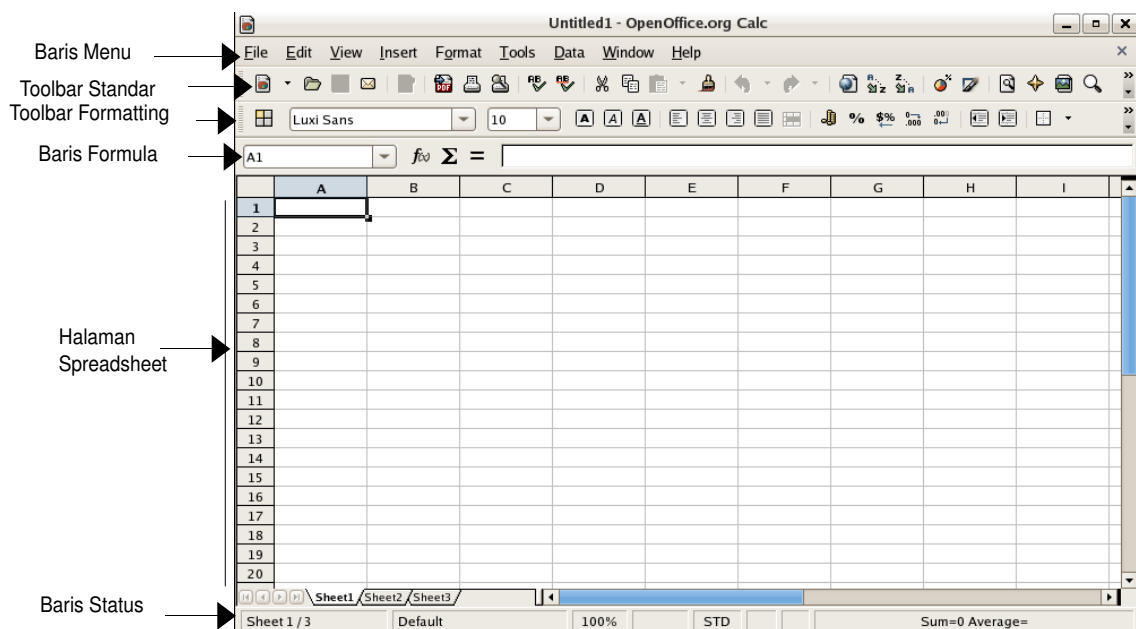 Untitled1 - OpenOffice.org Calc
Baris Menu
File Edit View Insert Format Tools Data Window Help
Toolbar Standar
Toolbar Formatting
Luxi Sans 10
Baris Formula
A1
A B C D E F G H I
1
2
3
4
5
6
7
8
9
10
11
12
13
14
15
16
17
18
19
20
Halaman
Spreadsheet
Sheet1 Sheet2 Sheet3
Baris Status
Sheet 1 / 3 Default 100% STD Sum=0 Average=